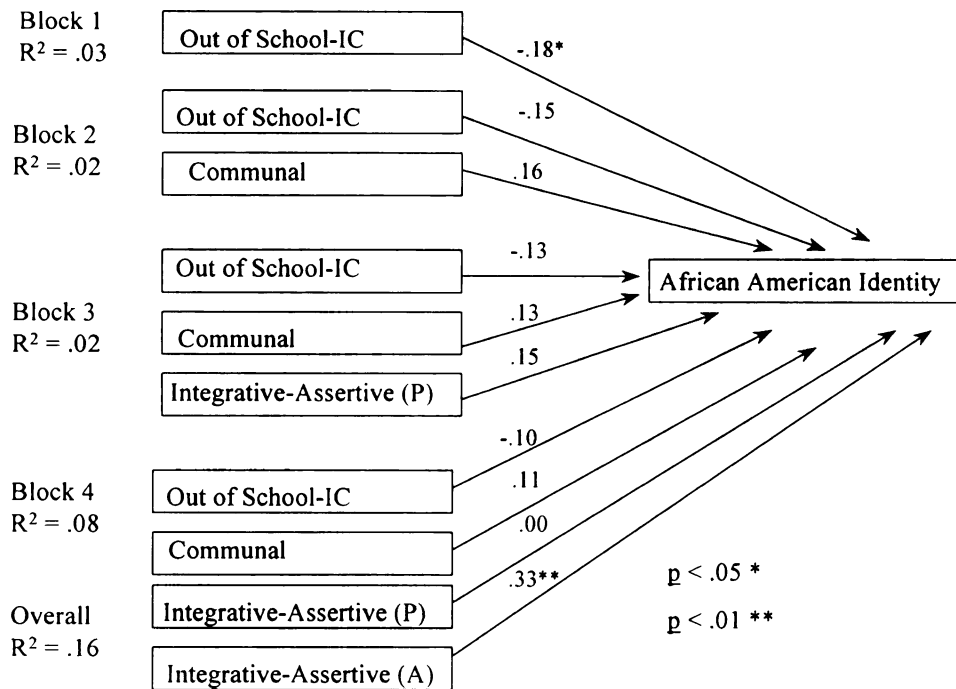 Block 1
R² = .03
Out of School-IC
-.18*
Block 2
R² = .02
Out of School-IC
-.15
Communal
.16
Block 3
R² = .02
Out of School-IC
-.13
Communal
.13
Integrative-Assertive (P)
.15
African American Identity
Block 4
R² = .08
Out of School-IC
-.10
Communal
.11
Integrative-Assertive (P)
.00
Integrative-Assertive (A)
.33**
Overall
R² = .16
p < .05 *
p < .01 **